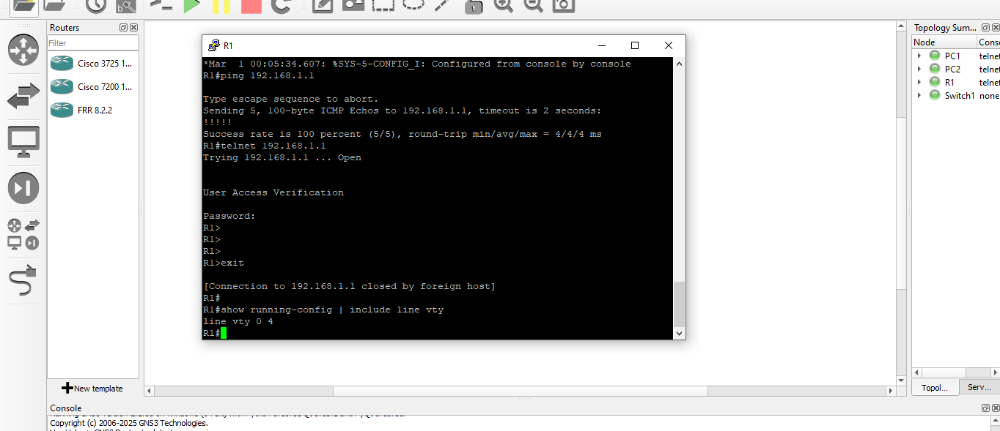 Routers
Filter
Cisco 3725 1...
Cisco 7200 1...
FRR 8.2.2
New template
R1
*Mar  1 00:05:34.607: %SYS-5-CONFIG_I: Configured from console by console
R1#ping 192.168.1.1
Type escape sequence to abort.
Sending 5, 100-byte ICMP Echos to 192.168.1.1, timeout is 2 seconds:
!!!!!
Success rate is 100 percent (5/5), round-trip min/avg/max = 4/4/4 ms
R1#telnet 192.168.1.1
Trying 192.168.1.1 ... Open
User Access Verification
Password:
R1>
R1>
R1>
R1>exit
[Connection to 192.168.1.1 closed by foreign host]
R1#
R1#show running-config | include line vty
line vty 0 4
R1#
Topology Sum...
Node Conso
PC1 telnet
PC2 telnet
R1 telnet
Switch1 none
Topol... Serv...
Console
Copyright (c) 2006-2025 GNS3 Technologies.